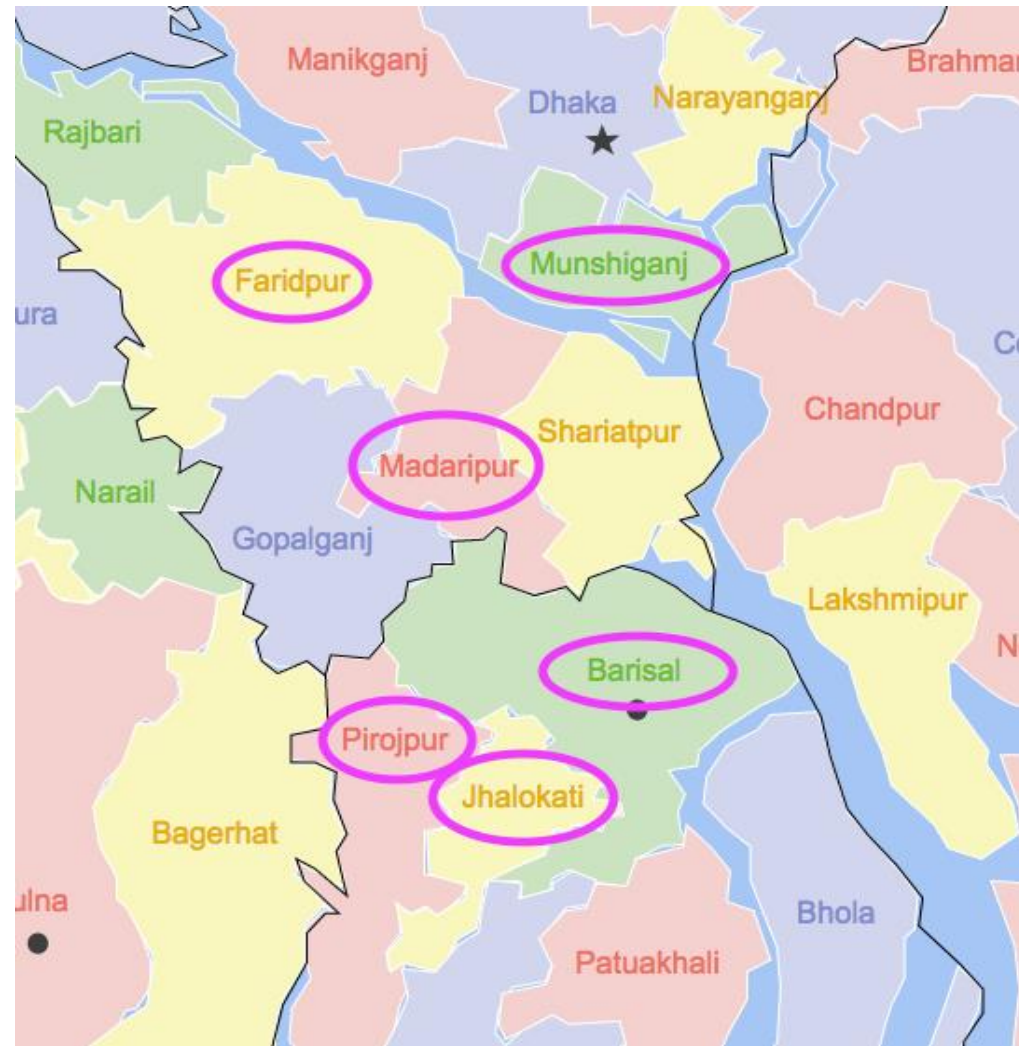 Manikganj
Brahmar
Dhaka
Narayanganj
Rajbari
Munshiganj
Faridpur
ura
Chandpur
Shariatpur
Madaripur
Narail
Gopalganj
Lakshmipur
N
Barisal
Pirojpur
Jhalokati
Bagerhat
ulna
Bhola
Patuakhali